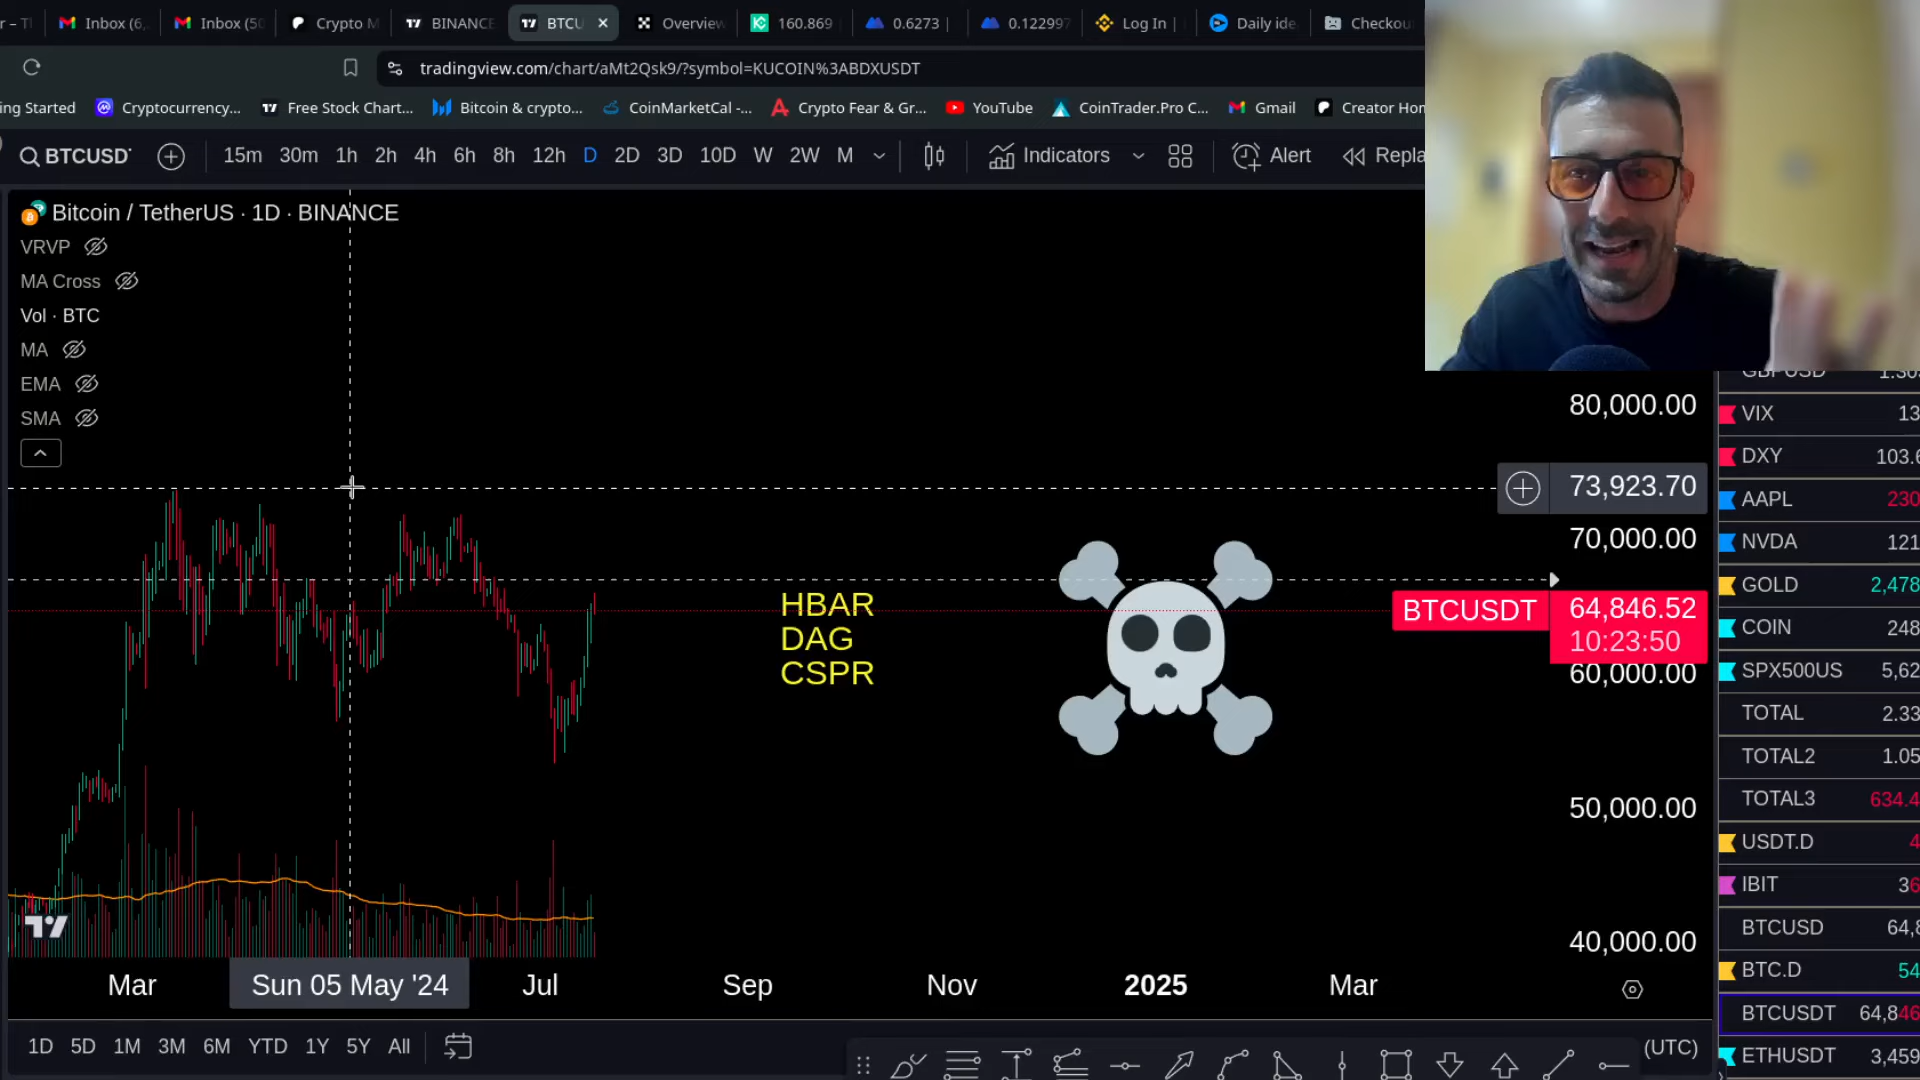 Inbox (6,
Inbox (50
Crypto M
BINANCE
BTCU
Overview
160.869
0.6273 |
0.122997
Log In |
Daily ide
Checkou
tradingview.com/chart/aMt2Qsk9/?symbol=KUCOIN%3ABDXUSDT
ing Started
Cryptocurrency...
Free Stock Chart...
Bitcoin & crypto...
CoinMarketCal -...
Crypto Fear & Gr...
YouTube
CoinTrader.Pro C...
Gmail
Creator Hom
BTCUSDT
15m 30m 1h 2h 4h 6h 8h 12h D 2D 3D 10D W 2W M
Indicators
Alert
Repla
Bitcoin / TetherUS · 1D · BINANCE
VRVP
MA Cross
Vol · BTC
MA
EMA
SMA
80,000.00
73,923.70
70,000.00
BTCUSDT 64,846.52
10:23:50
60,000.00
50,000.00
40,000.00
HBAR
DAG
CSPR
Mar
Sun 05 May '24
Jul
Sep
Nov
2025
Mar
1D 5D 1M 3M 6M YTD 1Y 5Y All
(UTC)
GBPUSD 1.30
VIX 13
DXY 103.6
AAPL 230
NVDA 121
GOLD 2,478
COIN 248
SPX500US 5,62
TOTAL 2.33
TOTAL2 1.05
TOTAL3 634.4
USDT.D 4
IBIT 36
BTCUSD 64,8
BTC.D 54
BTCUSDT 64,846
ETHUSDT 3,459